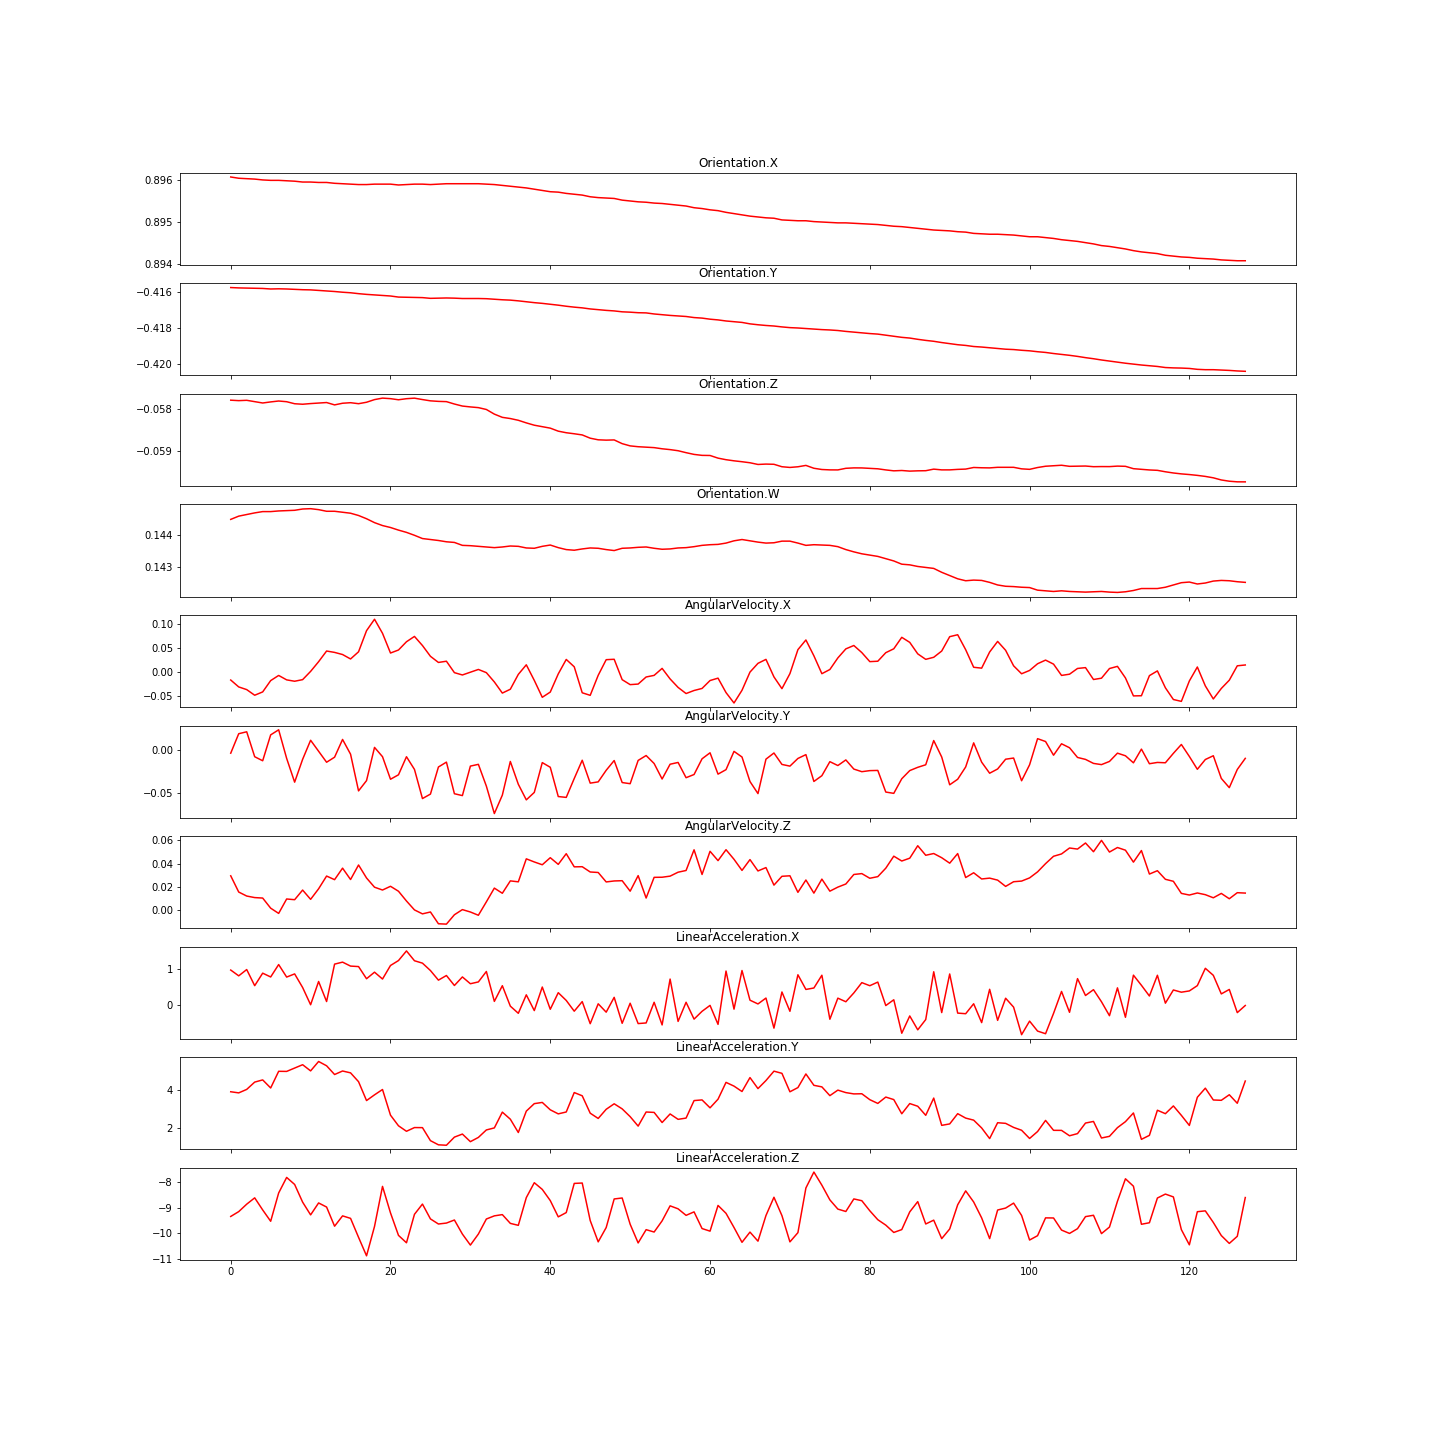 Orientation.X
0.896
0.895
0.894
Orientation.Y
−0.416
−0.418
−0.420
Orientation.Z
−0.058
−0.059
Orientation.W
0.144
0.143
AngularVelocity.X
0.10
0.05
0.00
−0.05
AngularVelocity.Y
0.00
−0.05
AngularVelocity.Z
0.06
0.04
0.02
0.00
LinearAcceleration.X
1
0
LinearAcceleration.Y
4
2
LinearAcceleration.Z
−8
−9
−10
−11
0 20 40 60 80 100 120